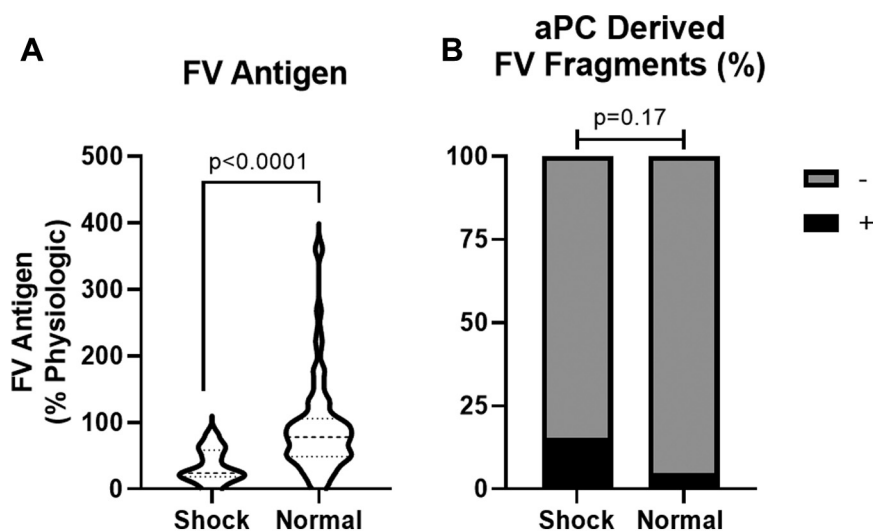 A
FV Antigen
p<0.0001
FV Antigen
(% Physiologic)
500
400
300
200
100
0
Shock Normal
B
aPC Derived
FV Fragments (%)
p=0.17
100
75
50
25
0
Shock Normal
-
+